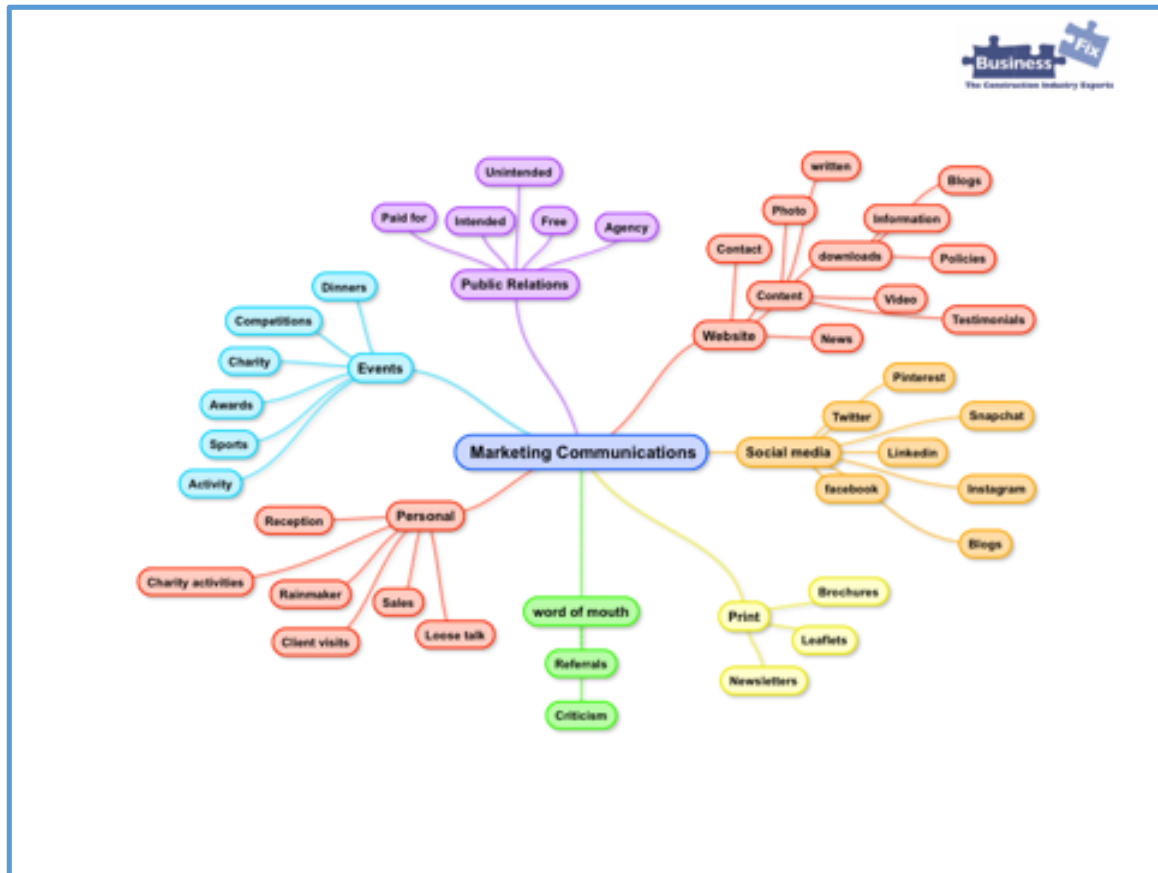 Business
Fix
The Construction Industry Experts
Unintended
Paid for
Intended
Free
Agency
Public Relations
written
Photo
Blogs
Information
Contact
downloads
Policies
Content
Video
Testimonials
Website
News
Dinners
Competitions
Charity
Events
Awards
Sports
Activity
Marketing Communications
Pinterest
Twitter
Snapchat
Social media
Linkedin
facebook
Instagram
Blogs
Personal
Reception
Charity activities
Rainmaker
Sales
Client visits
Loose talk
word of mouth
Referrals
Criticism
Brochures
Print
Leaflets
Newsletters